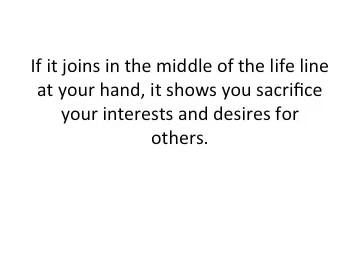 If it joins in the middle of the life line
at your hand, it shows you sacrifice
your interests and desires for
others.